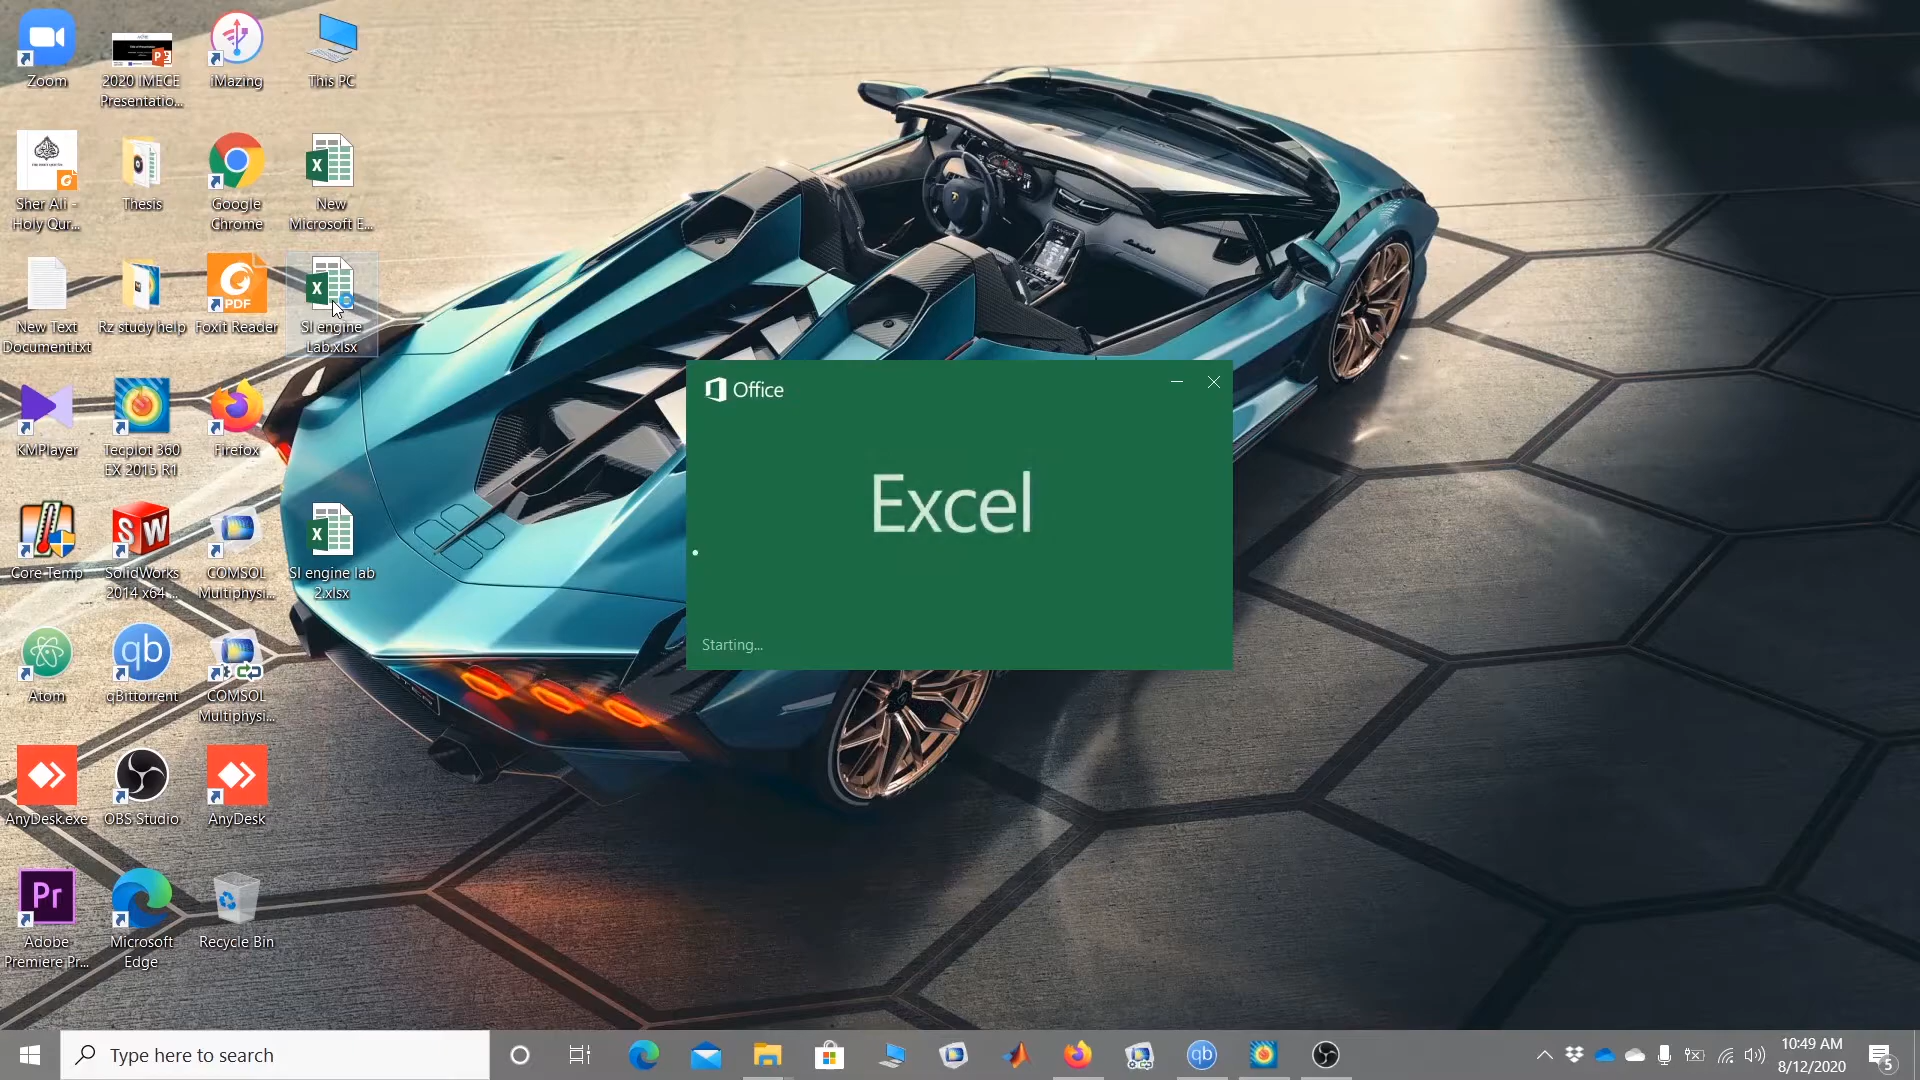 Zoom
2020 IMECE
Presentatio...
iMazing
This PC
Sher Ali -
Holy Qur...
Thesis
Google
Chrome
New
Microsoft E...
New Text
Document.txt
Rz study help
PDF
Foxit Reader
SI engine
Lab.xlsx
KMPlayer
Tecplot 360
EX 2015 R1
Firefox
Core Temp
SolidWorks
2014 x64-...
COMSOL
Multiphysi...
SI engine lab
2.xlsx
Atom
qBittorrent
COMSOL
Multiphysi...
AnyDesk.exe
OBS Studio
AnyDesk
Adobe
Premiere Pr...
Microsoft
Edge
Recycle Bin
Office
Excel
Starting...
Type here to search
10:49 AM
8/12/2020
5